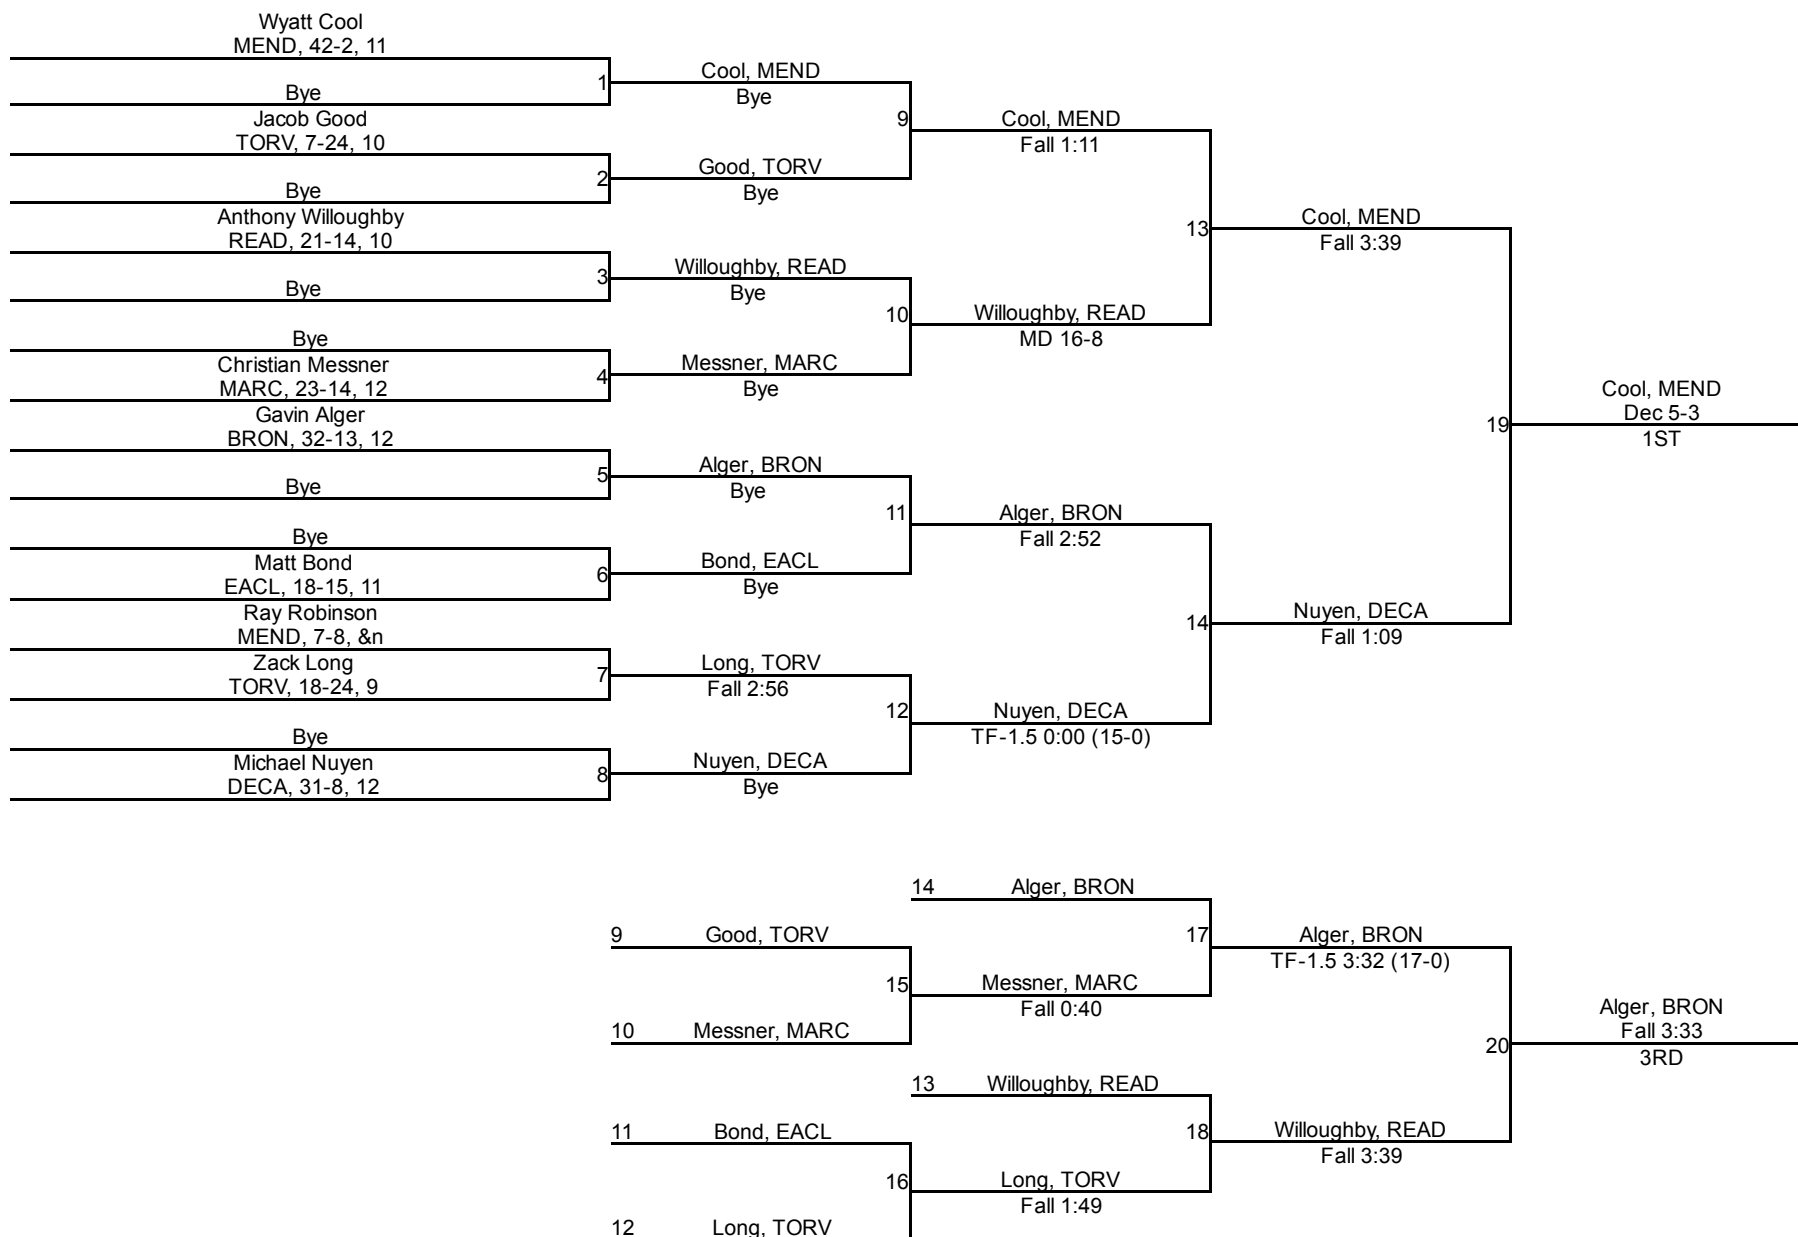 Wyatt Cool
MEND, 42-2, 11
1
Bye
Jacob Good
TORV, 7-24, 10
2
Bye
Anthony Willoughby
READ, 21-14, 10
3
Bye
Bye
Christian Messner
MARC, 23-14, 12
4
Gavin Alger
BRON, 32-13, 12
5
Bye
Bye
Matt Bond
EACL, 18-15, 11
6
Ray Robinson
MEND, 7-8, &n
Zack Long
TORV, 18-24, 9
7
Bye
Michael Nuyen
DECA, 31-8, 12
8
Cool, MEND
Bye
9
Good, TORV
Bye
Willoughby, READ
Bye
10
Messner, MARC
Bye
Alger, BRON
Bye
11
Bond, EACL
Bye
Long, TORV
Fall 2:56
12
Nuyen, DECA
Bye
Cool, MEND
Fall 1:11
13
Willoughby, READ
MD 16-8
Alger, BRON
Fall 2:52
14
Nuyen, DECA
TF-1.5 0:00 (15-0)
Cool, MEND
Fall 3:39
19
Nuyen, DECA
Fall 1:09
Cool, MEND
Dec 5-3
1ST
14 Alger, BRON
9 Good, TORV
17
15
Messner, MARC
Fall 0:40
10 Messner, MARC
Alger, BRON
TF-1.5 3:32 (17-0)
13 Willoughby, READ
11 Bond, EACL
18
16
Long, TORV
Fall 1:49
12 Long, TORV
Willoughby, READ
Fall 3:39
20
Alger, BRON
Fall 3:33
3RD